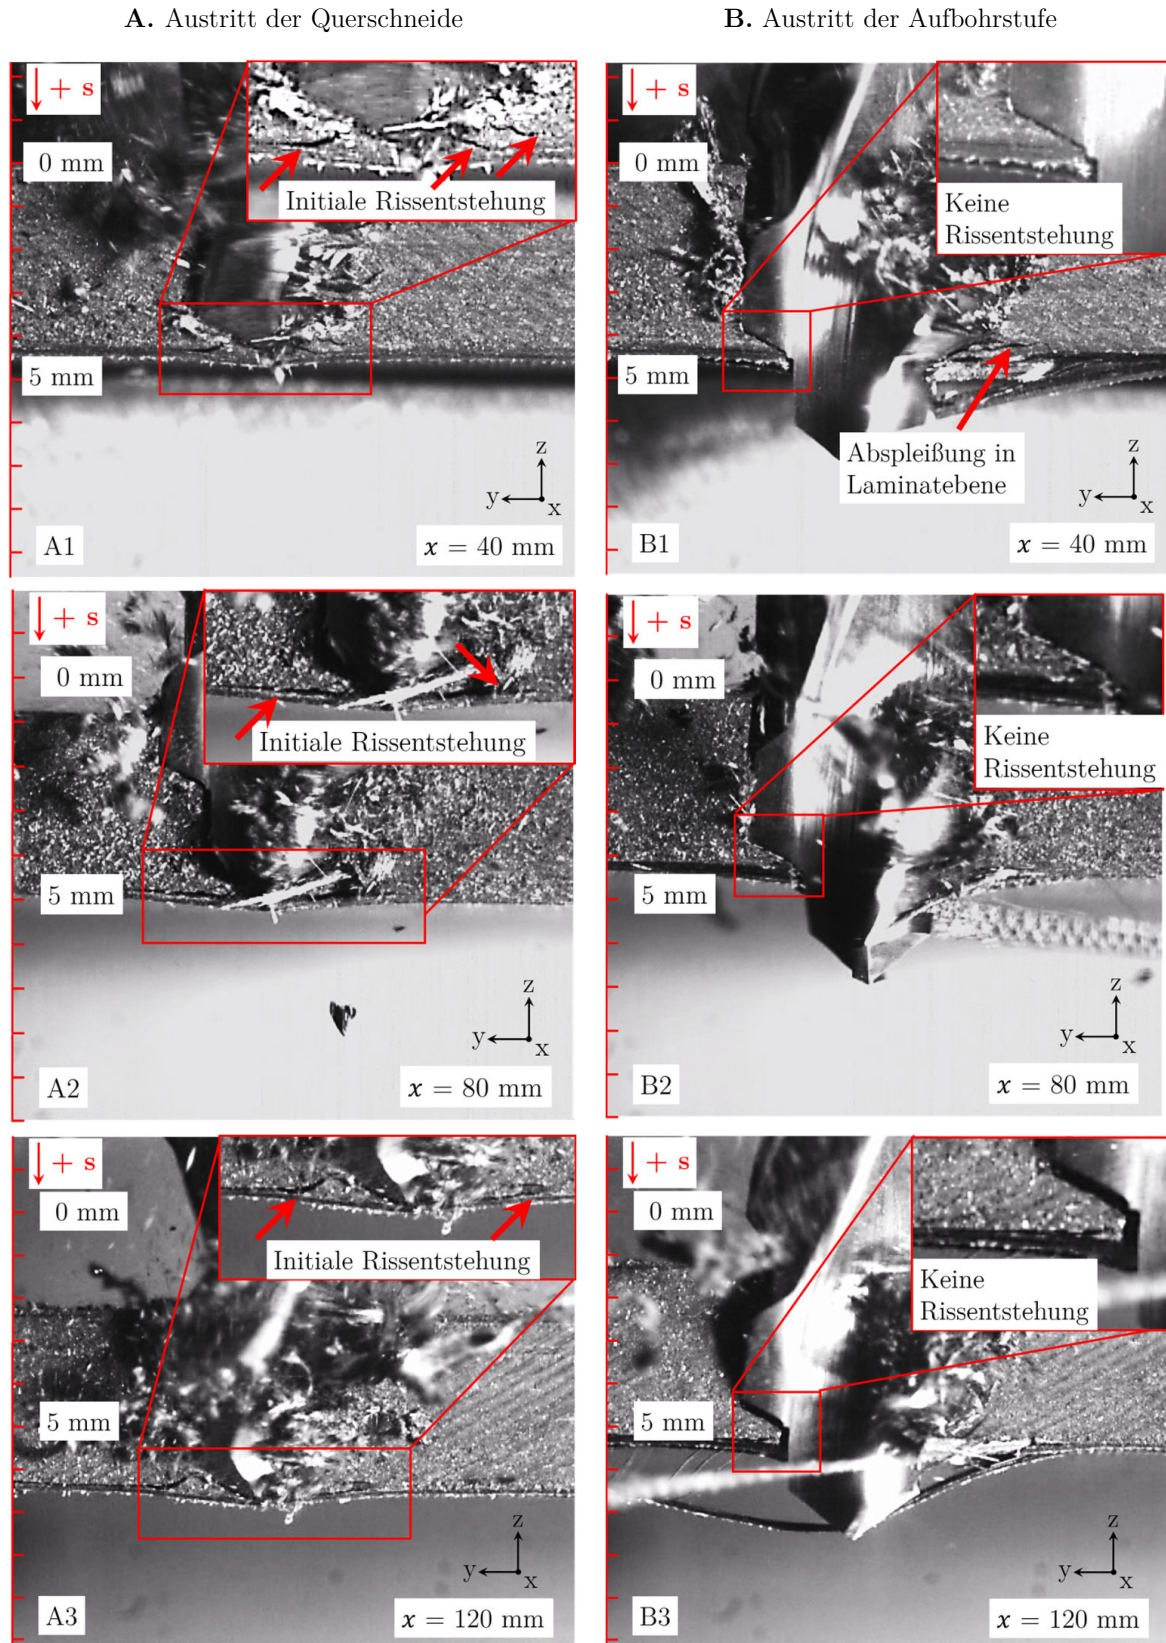 A. Austritt der Querschneide
B. Austritt der Aufbohrstufe
+ s
0 mm
5 mm
Initiale Rissentstehung
z
y
x
A1
x = 40 mm
+ s
0 mm
5 mm
Keine
Rissentstehung
Abspleißung in
Laminatebene
z
y
x
B1
x = 40 mm
+ s
0 mm
5 mm
Initiale Rissentstehung
z
y
x
A2
x = 80 mm
+ s
0 mm
5 mm
Keine
Rissentstehung
z
y
x
B2
x = 80 mm
+ s
0 mm
5 mm
Initiale Rissentstehung
z
y
x
A3
x = 120 mm
+ s
0 mm
5 mm
Keine
Rissentstehung
z
y
x
B3
x = 120 mm